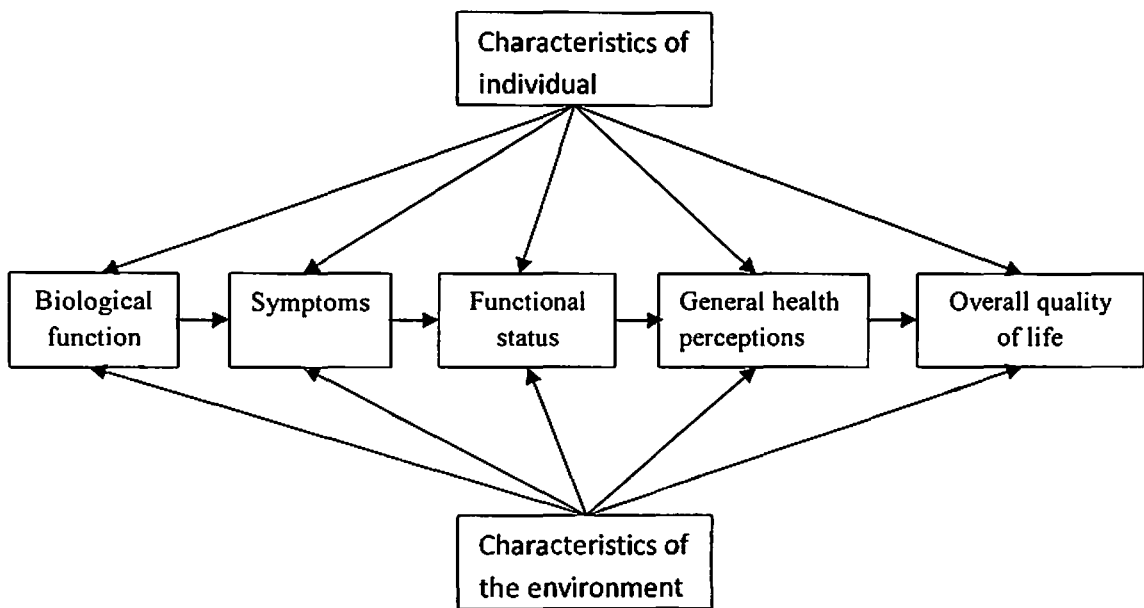 Characteristics of
individual
Biological
function
Symptoms
Functional
status
General health
perceptions
Overall quality
of life
Characteristics of
the environment